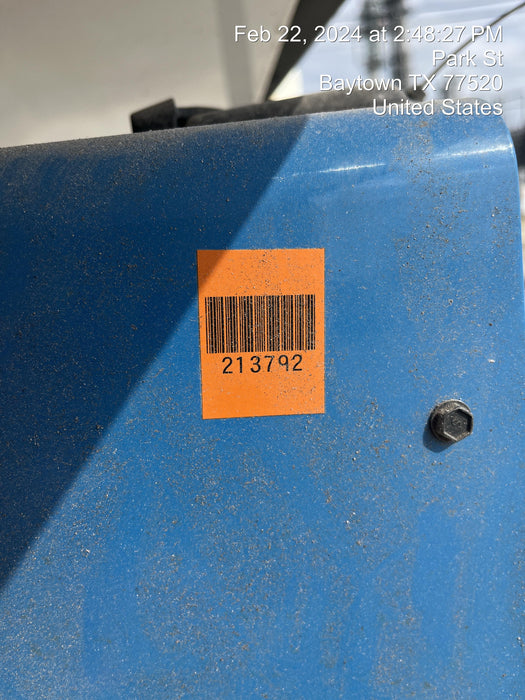 Feb 22, 2024 at 2:48:27 PM
Park St
Baytown TX 77520
United States
213792